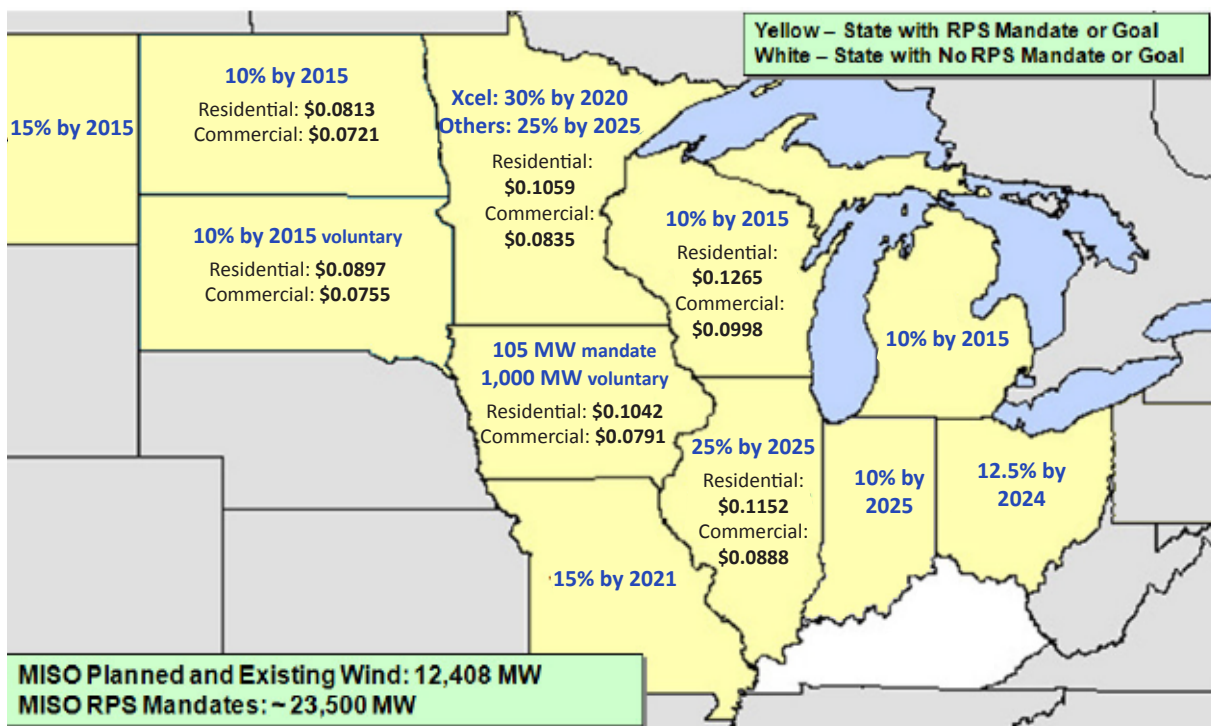 Yellow – State with RPS Mandate or Goal
White – State with No RPS Mandate or Goal
15% by 2015
10% by 2015
Residential: $0.0813
Commercial: $0.0721
Xcel: 30% by 2020
Others: 25% by 2025
Residential:
$0.1059
Commercial:
$0.0835
10% by 2015 voluntary
Residential: $0.0897
Commercial: $0.0755
10% by 2015
Residential:
$0.1265
Commercial:
$0.0998
10% by 2015
105 MW mandate
1,000 MW voluntary
Residential: $0.1042
Commercial: $0.0791
25% by 2025
Residential:
$0.1152
Commercial:
$0.0888
10% by
2025
12.5% by
2024
15% by 2021
MISO Planned and Existing Wind: 12,408 MW
MISO RPS Mandates: ~ 23,500 MW